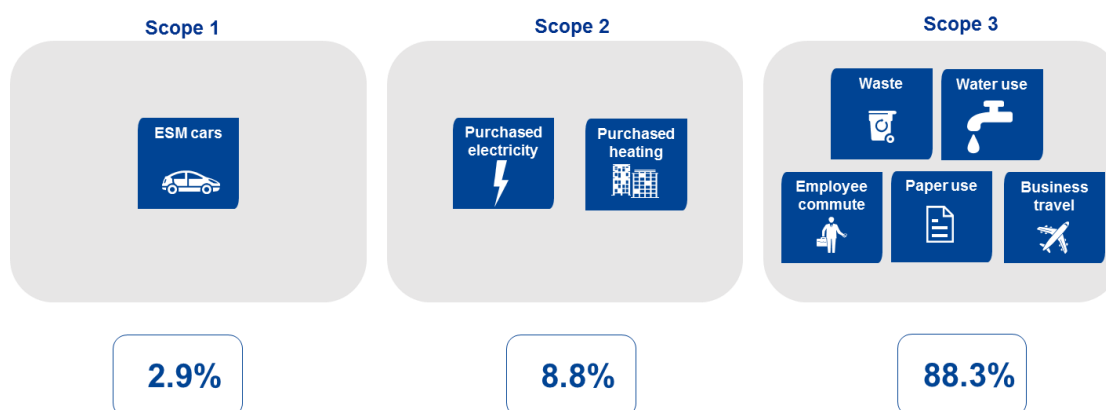 Scope 1
Scope 2
Scope 3
ESM cars
Purchased
electricity
Purchased
heating
Waste
Water use
Employee
commute
Paper use
Business
travel
2.9%
8.8%
88.3%